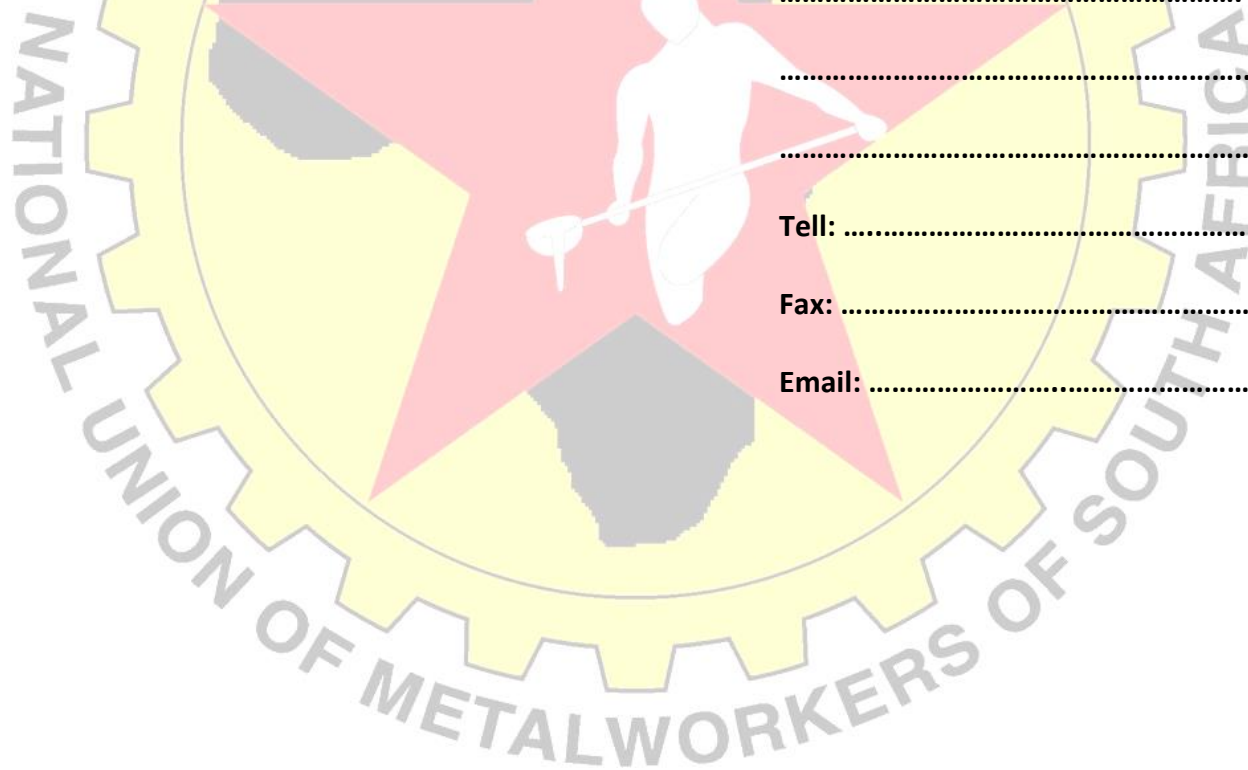 ……………………………………………………
……………………………………………………
……………………………………………………
Tell: …..………………………………………
Fax: ……………………………………………
Email: ……………………..…………………
NATIONAL UNION OF METALWORKERS OF SOUTH AFRICA